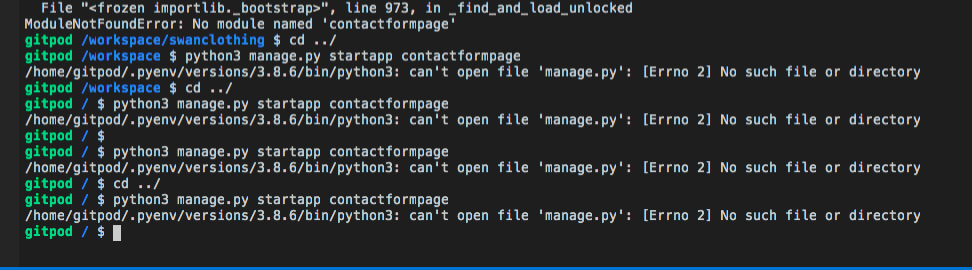 File "<frozen importlib._bootstrap>", line 973, in _find_and_load_unlocked
ModuleNotFoundError: No module named 'contactformpage'
gitpod /workspace/swanclothing $ cd ../
gitpod /workspace $ python3 manage.py startapp contactformpage
/home/gitpod/.pyenv/versions/3.8.6/bin/python3: can't open file 'manage.py': [Errno 2] No such file or directory
gitpod /workspace $ cd ../
gitpod / $ python3 manage.py startapp contactformpage
/home/gitpod/.pyenv/versions/3.8.6/bin/python3: can't open file 'manage.py': [Errno 2] No such file or directory
gitpod / $
gitpod / $ python3 manage.py startapp contactformpage
/home/gitpod/.pyenv/versions/3.8.6/bin/python3: can't open file 'manage.py': [Errno 2] No such file or directory
gitpod / $ cd ../
gitpod / $ python3 manage.py startapp contactformpage
/home/gitpod/.pyenv/versions/3.8.6/bin/python3: can't open file 'manage.py': [Errno 2] No such file or directory
gitpod / $